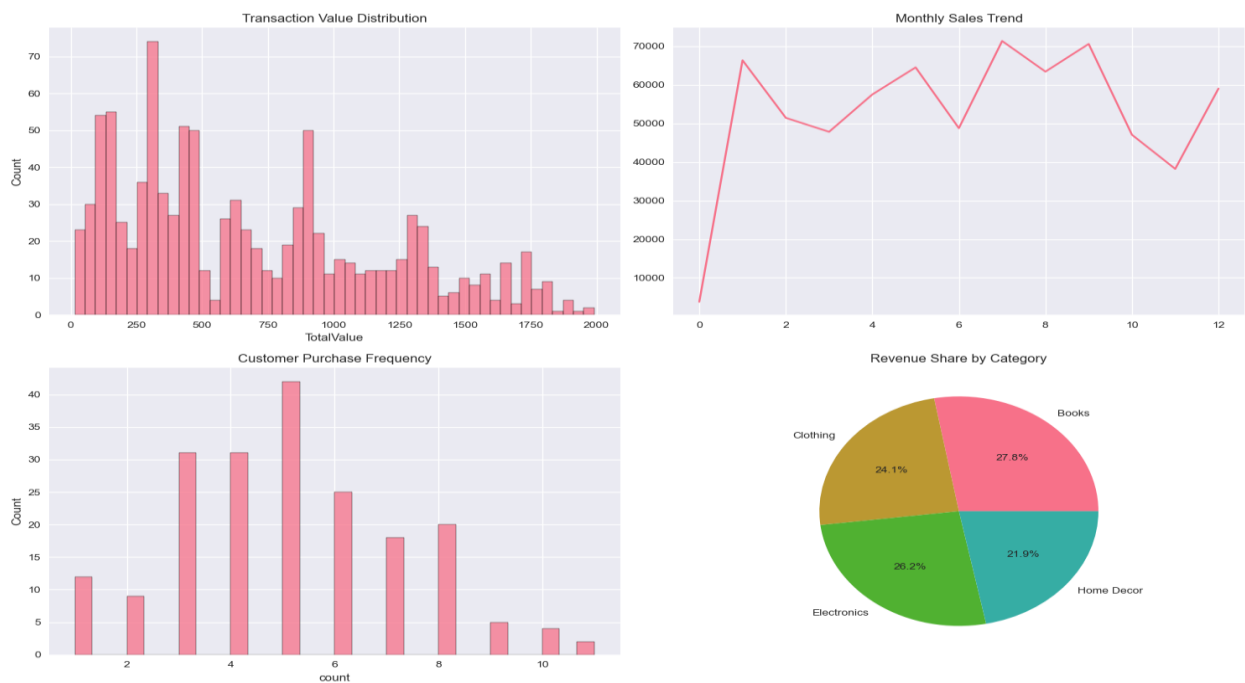 Transaction Value Distribution
Count
70
60
50
40
30
20
10
0
0 250 500 750 1000 1250 1500 1750 2000
TotalValue
Monthly Sales Trend
70000
60000
50000
40000
30000
20000
10000
0 2 4 6 8 10 12
Customer Purchase Frequency
Count
40
35
30
25
20
15
10
5
0
2 4 6 8 10
count
Revenue Share by Category
Books
Clothing
27.8%
24.1%
26.2%
21.9%
Home Decor
Electronics